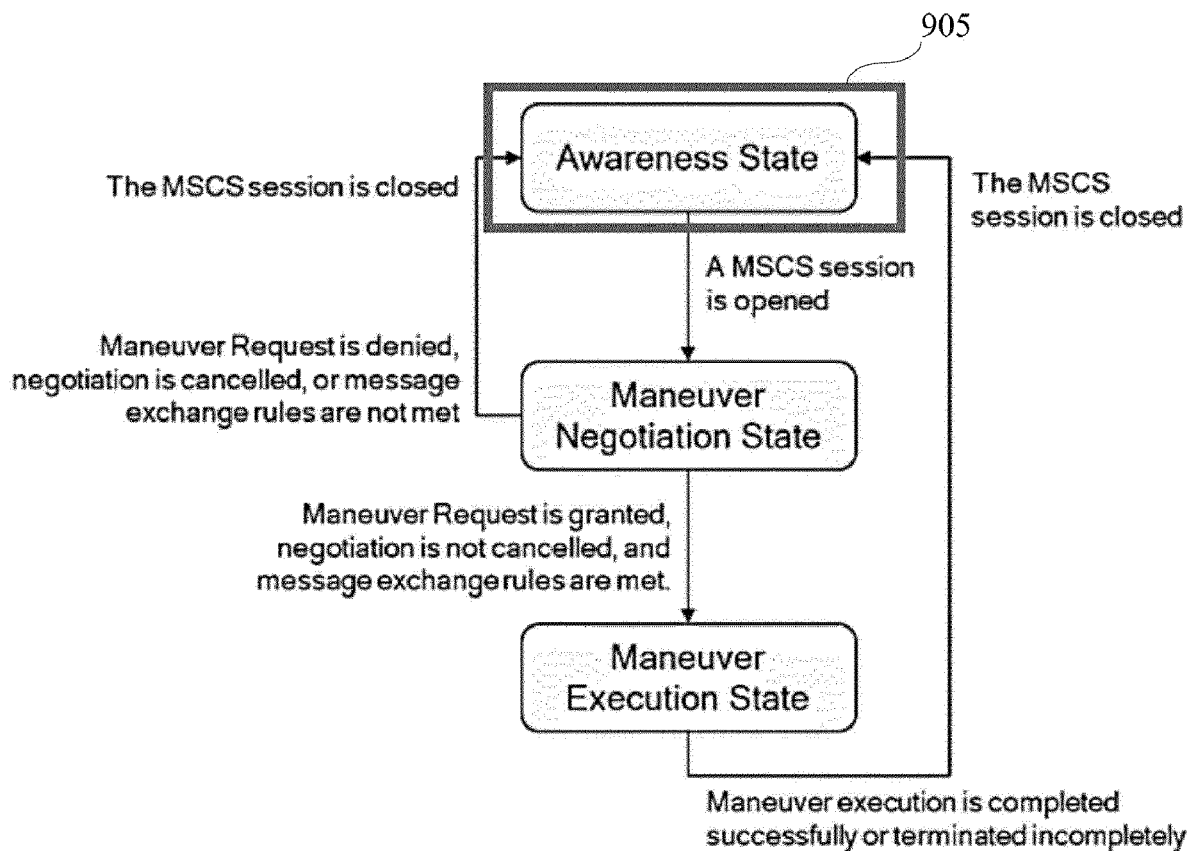 905
Awareness State
The MSCS session is closed
The MSCS
session is closed
A MSCS session
is opened
Maneuver Request is denied,
negotiation is cancelled, or message
exchange rules are not met
Maneuver
Negotiation State
Maneuver Request is granted,
negotiation is not cancelled, and
message exchange rules are met.
Maneuver
Execution State
Maneuver execution is completed
successfully or terminated incompletely